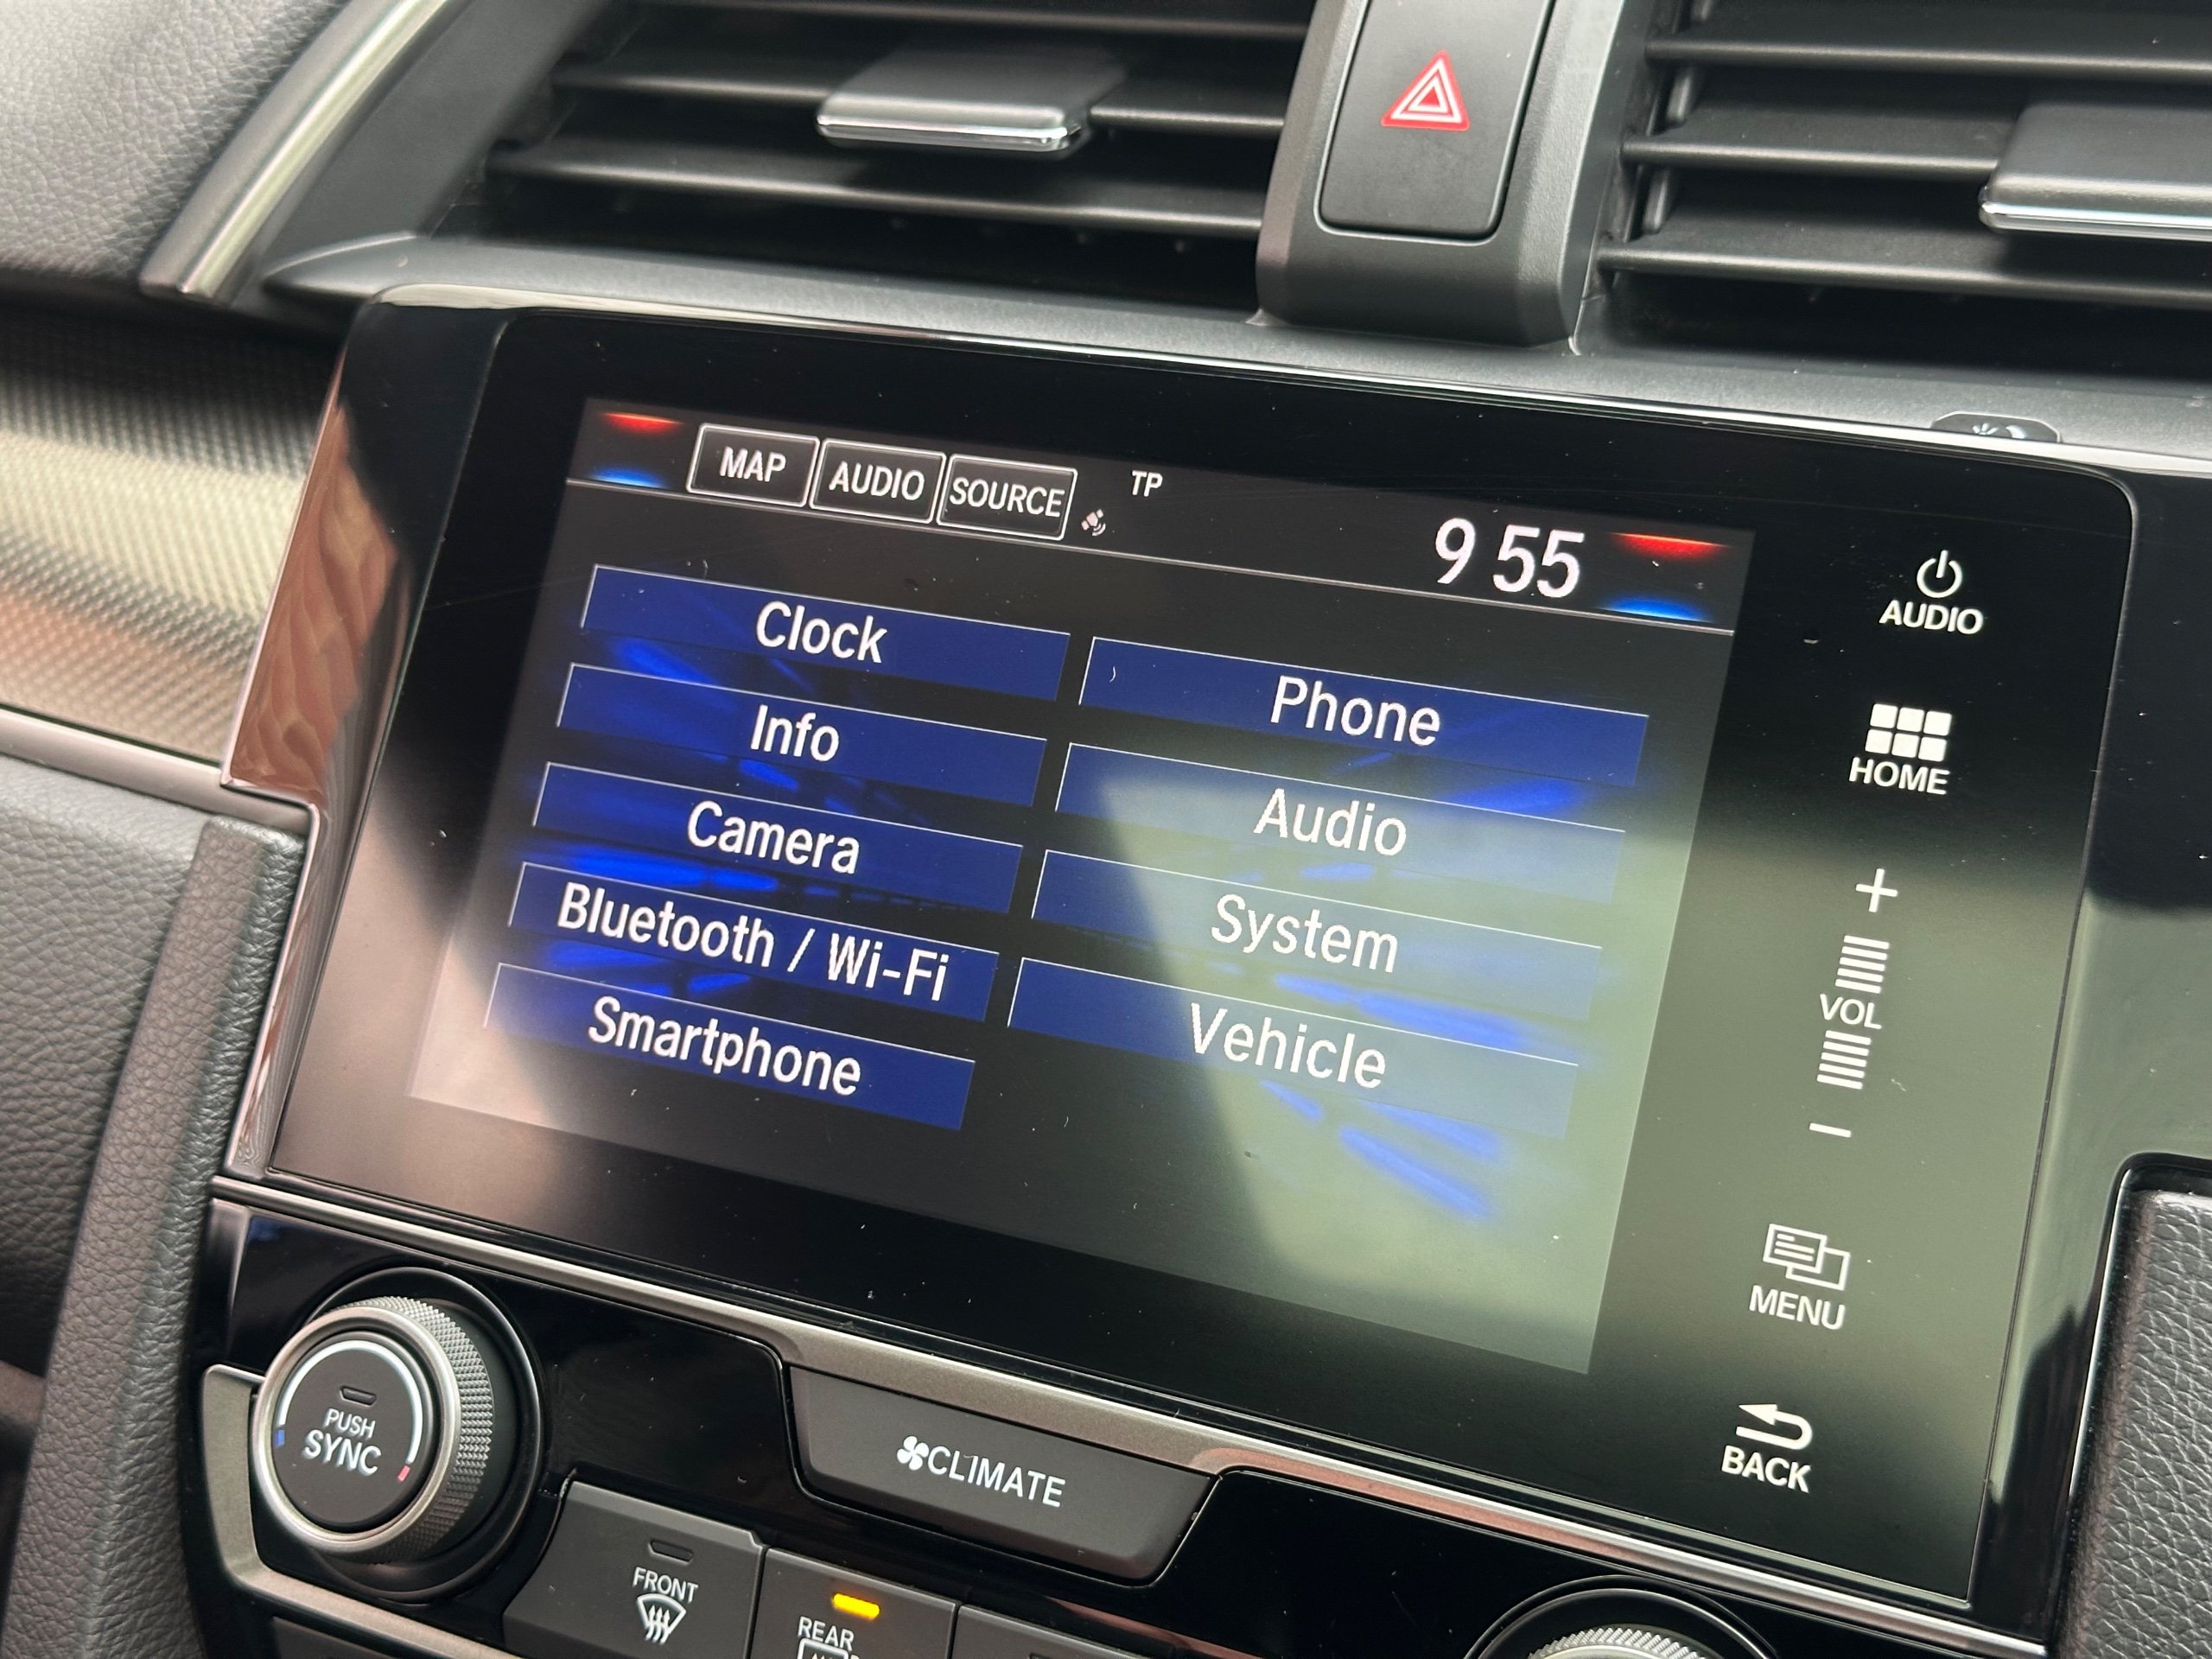 MAP
AUDIO
SOURCE
TP
9 55
Clock
Info
Camera
Bluetooth / Wi-Fi
Smartphone
Phone
Audio
System
Vehicle
AUDIO
HOME
+
VOL
−
MENU
BACK
PUSH
SYNC
CLIMATE
FRONT
REAR